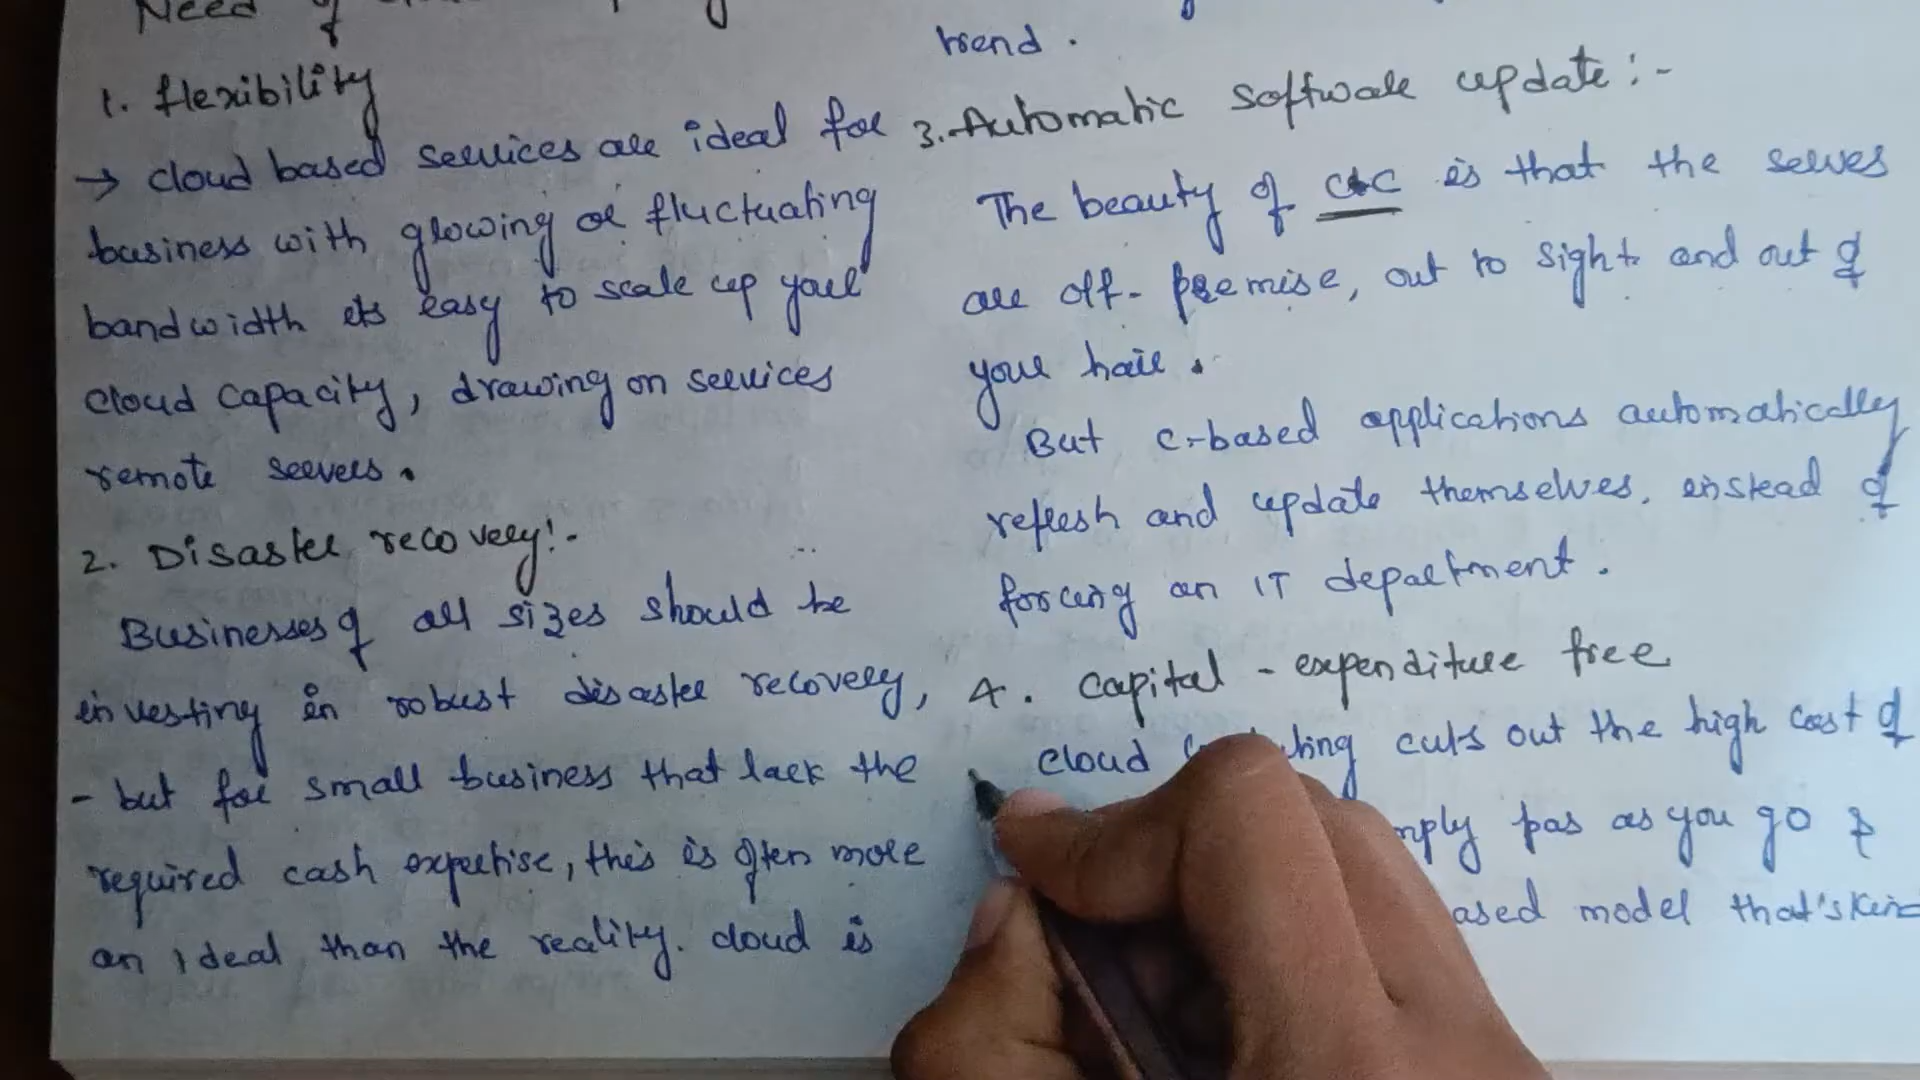 Need of
1. flexibility
→ cloud based services are ideal for
business with growing or fluctuating
bandwidth its easy to scale up your
cloud capacity, drawing on services
remote servers.
2. Disaster recovery:-
Businesses of all sizes should be
investing in robust disaster recovery,
- but for small business that lack the
required cash expertise, this is often more
an ideal than the reality. cloud is
trend.
3. Automatic software update:-
The beauty of C.C is that the serves
are off-premise, out to sight and out of
your hair.
But c-based applications automatically
refresh and update themselves, instead of
forcing an IT department.
4. capital-expenditure free
cloud cuts out the high cost of
pas as you go &
model that's